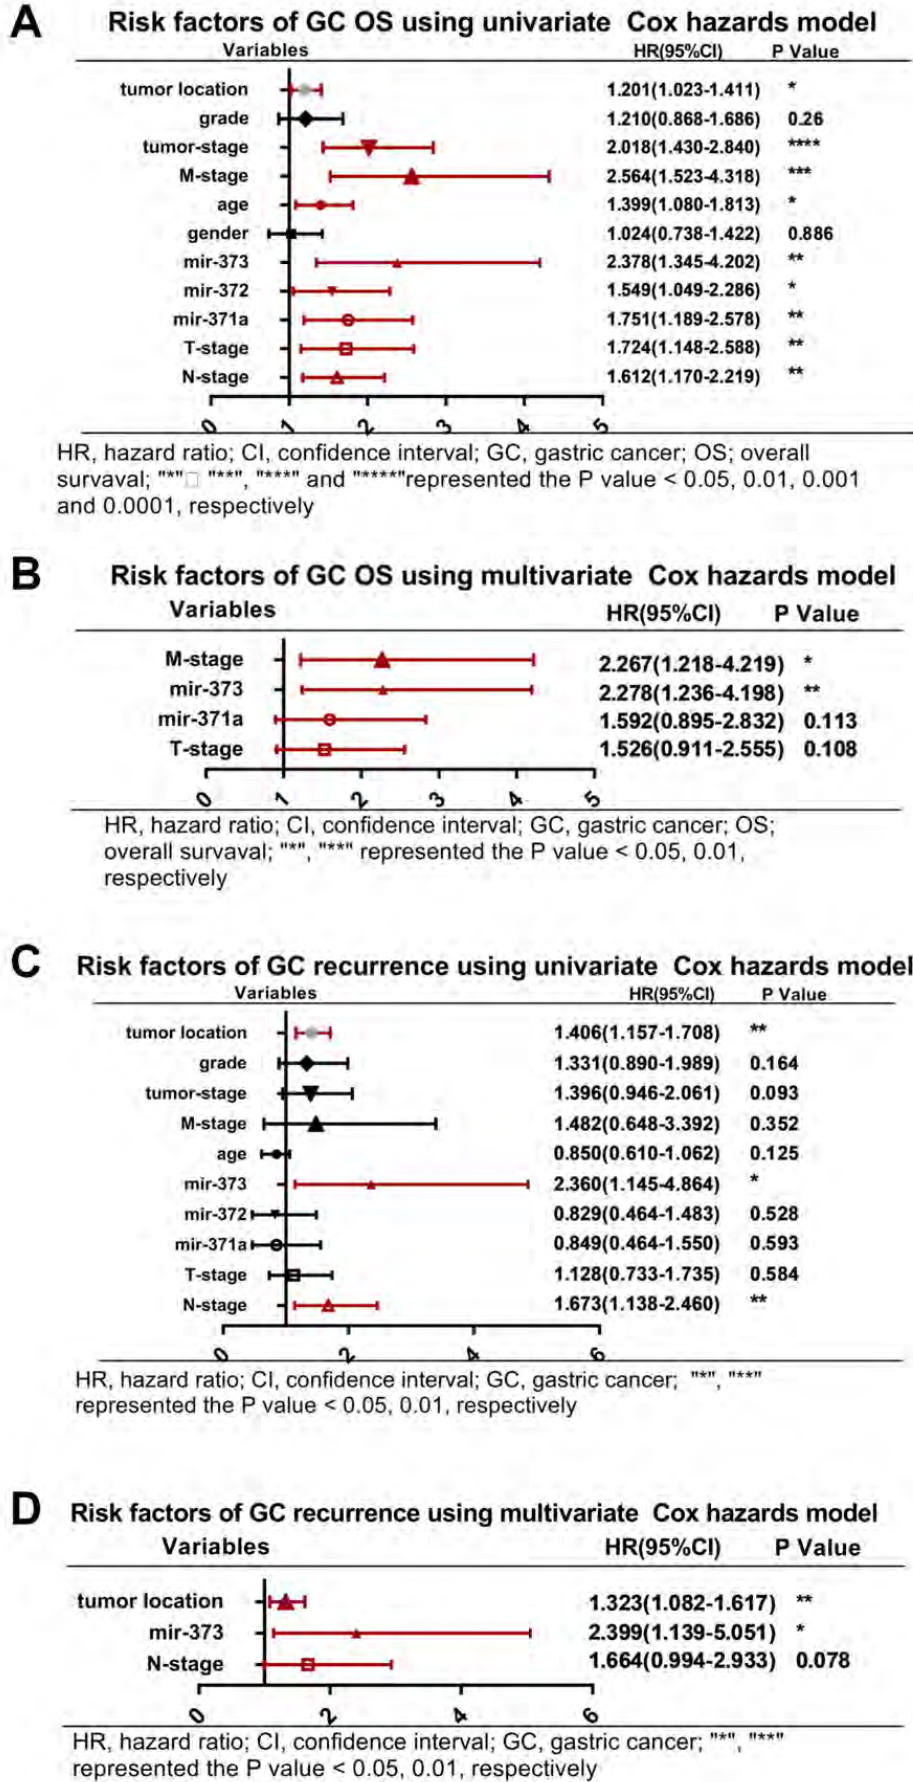 A
Risk factors of GC OS using univariate Cox hazards model
Variables HR(95%CI) P Value
tumor location 1.201(1.023-1.411) *
grade 1.210(0.868-1.686) 0.26
tumor-stage 2.018(1.430-2.840) ****
M-stage 2.564(1.523-4.318) ***
age 1.399(1.080-1.813) *
gender 1.024(0.738-1.422) 0.886
mir-373 2.378(1.345-4.202) **
mir-372 1.549(1.049-2.286) *
mir-371a 1.751(1.189-2.578) **
T-stage 1.724(1.148-2.588) **
N-stage 1.612(1.170-2.219) **
0 1 2 3 4 5
HR, hazard ratio; CI, confidence interval; GC, gastric cancer; OS; overall
survaval; "*"□ "**", "***" and "****"represented the P value < 0.05, 0.01, 0.001
and 0.0001, respectively
B
Risk factors of GC OS using multivariate Cox hazards model
Variables HR(95%CI) P Value
M-stage 2.267(1.218-4.219) *
mir-373 2.278(1.236-4.198) **
mir-371a 1.592(0.895-2.832) 0.113
T-stage 1.526(0.911-2.555) 0.108
0 1 2 3 4 5
HR, hazard ratio; CI, confidence interval; GC, gastric cancer; OS;
overall survaval; "*", "**" represented the P value < 0.05, 0.01,
respectively
C
Risk factors of GC recurrence using univariate Cox hazards model
Variables HR(95%CI) P Value
tumor location 1.406(1.157-1.708) **
grade 1.331(0.890-1.989) 0.164
tumor-stage 1.396(0.946-2.061) 0.093
M-stage 1.482(0.648-3.392) 0.352
age 0.850(0.610-1.062) 0.125
mir-373 2.360(1.145-4.864) *
mir-372 0.829(0.464-1.483) 0.528
mir-371a 0.849(0.464-1.550) 0.593
T-stage 1.128(0.733-1.735) 0.584
N-stage 1.673(1.138-2.460) **
0 2 4 6
HR, hazard ratio; CI, confidence interval; GC, gastric cancer; "*", "**"
represented the P value < 0.05, 0.01, respectively
D
Risk factors of GC recurrence using multivariate Cox hazards model
Variables HR(95%CI) P Value
tumor location 1.323(1.082-1.617) **
mir-373 2.399(1.139-5.051) *
N-stage 1.664(0.994-2.933) 0.078
0 2 4 6
HR, hazard ratio; CI, confidence interval; GC, gastric cancer; "*", "**"
represented the P value < 0.05, 0.01, respectively